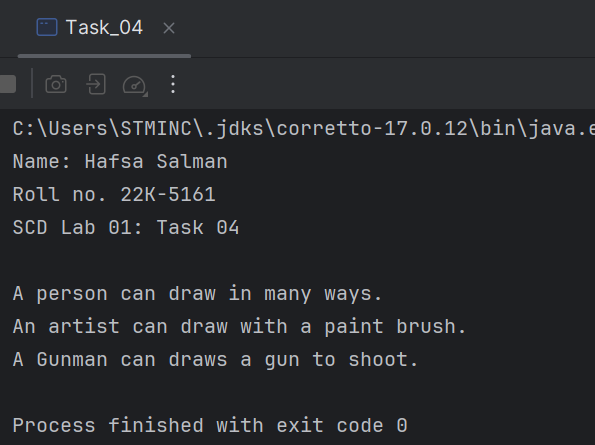 Task_04
C:\Users\STMINC\.jdks\corretto-17.0.12\bin\java.e
Name: Hafsa Salman
Roll no. 22K-5161
SCD Lab 01: Task 04
A person can draw in many ways.
An artist can draw with a paint brush.
A Gunman can draws a gun to shoot.
Process finished with exit code 0